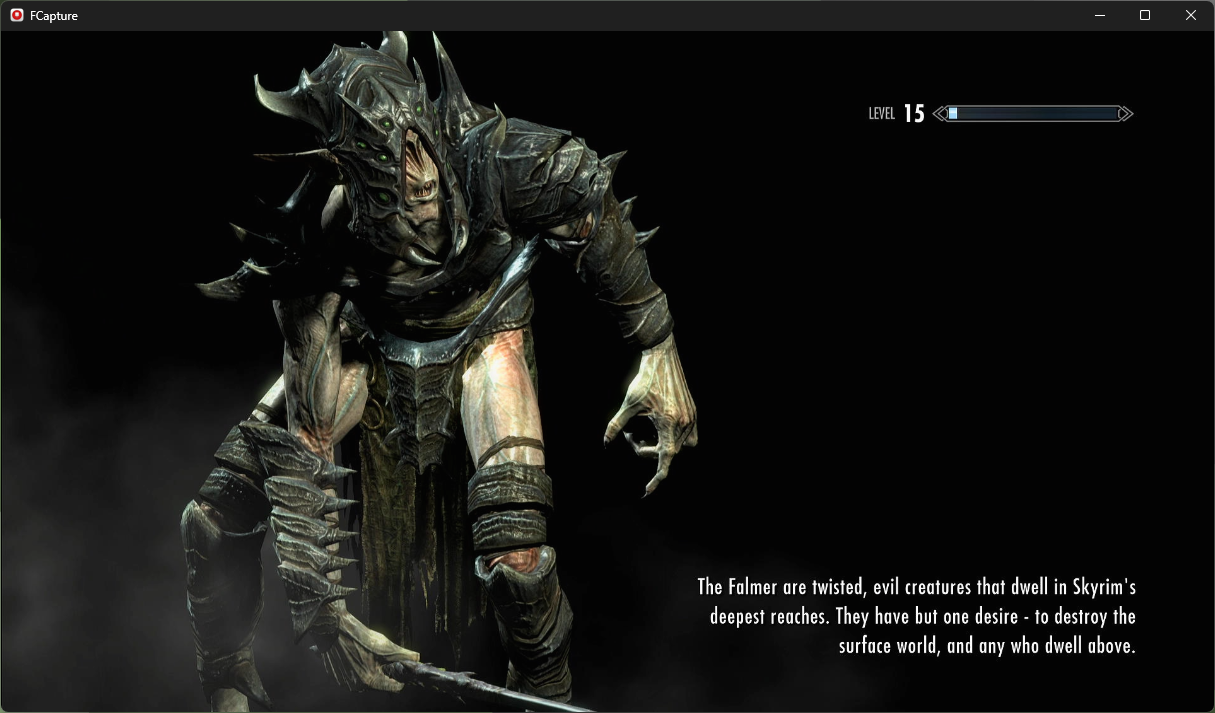 FCapture
LEVEL 15
The Falmer are twisted, evil creatures that dwell in Skyrim's
deepest reaches. They have but one desire - to destroy the
surface world, and any who dwell above.